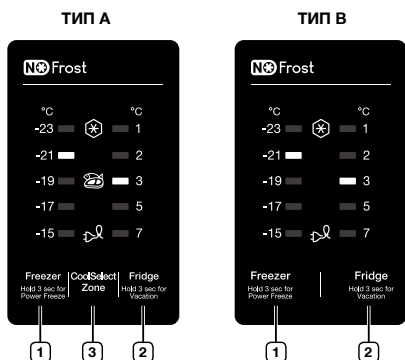 ТИП A ТИП B
NO Frost NO Frost
°C °C °C °C
-23 1 -23 1
-21 2 -21 2
-19 3 -19 3
-17 5 -17 5
-15 7 -15 7
Freezer CoolSelect Fridge Freezer Fridge
Zone
Hold 3 sec for Hold 3 sec for Hold 3 sec for Hold 3 sec for
Power Freeze Vacation Power Freeze Vacation
1 3 2 1 2